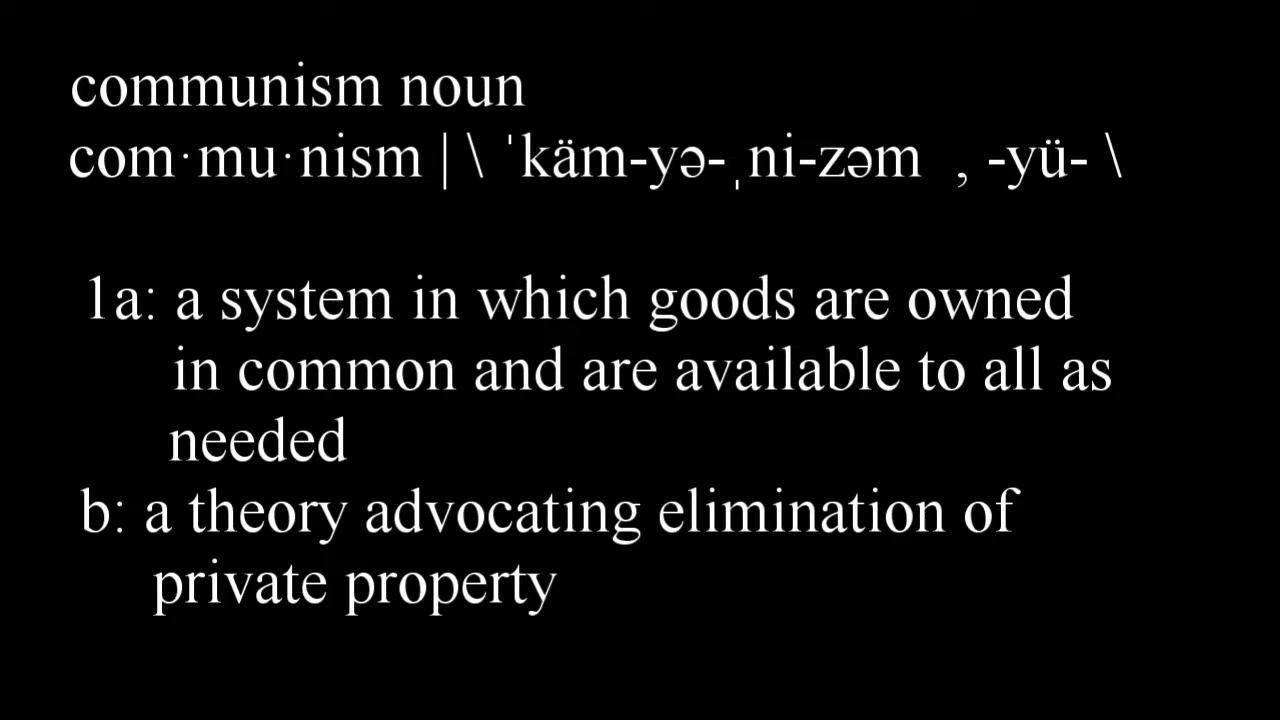 communism noun
com·mu·nism | \ ˈkäm-yə-ˌni-zəm  , -yü- \
1a: a system in which goods are owned
in common and are available to all as
needed
b: a theory advocating elimination of
private property